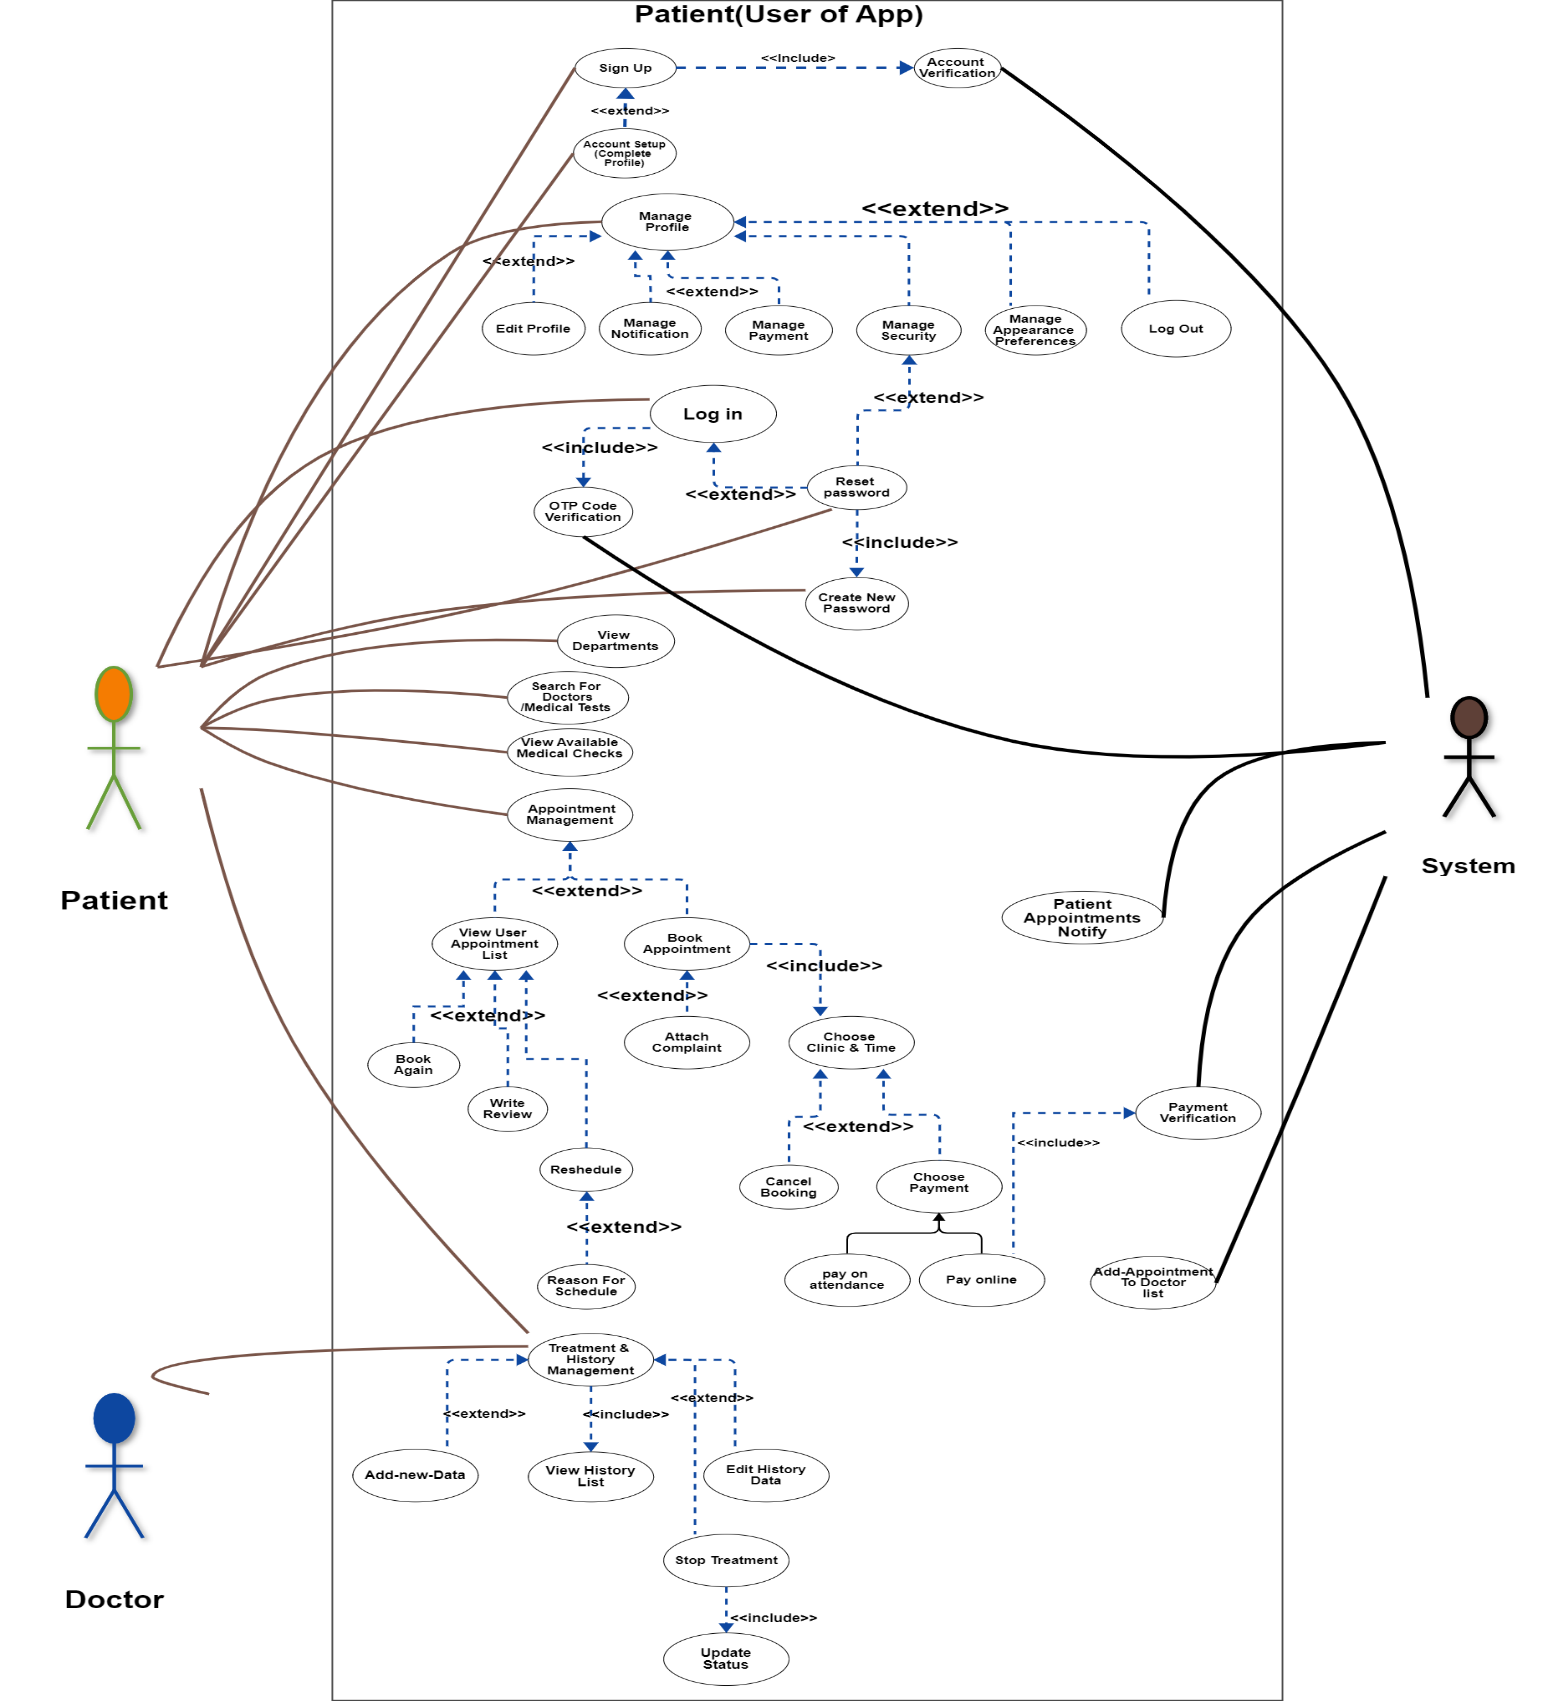 Patient(User of App)
Sign Up
<<Include>
Account
Verification
<<extend>>
Account Setup
(Complete
Profile)
Manage
Profile
<<extend>>
<<extend>>
<<extend>>
Edit Profile
Manage
Notification
Manage
Payment
Manage
Security
Manage
Appearance
Preferences
Log Out
<<extend>>
Log in
<<include>>
<<extend>>
Reset
password
OTP Code
Verification
<<include>>
Create New
Password
View
Departments
Search For
Doctors
/Medical Tests
View Available
Medical Checks
Appointment
Management
Patient
System
<<extend>>
Patient
Appointments
Notify
View User
Appointment
List
Book
Appointment
<<include>>
<<extend>>
<<extend>>
Attach
Complaint
Choose
Clinic & Time
Book
Again
Write
Review
<<extend>>
Payment
Verification
<<include>>
Reshedule
Cancel
Booking
Choose
Payment
<<extend>>
pay on
attendance
Pay online
Add-Appointment
To Doctor
list
Reason For
Schedule
Treatment &
History
Management
<<extend>>
<<extend>>
<<include>>
Add-new-Data
View History
List
Edit History
Data
Stop Treatment
Doctor
<<include>>
Update
Status